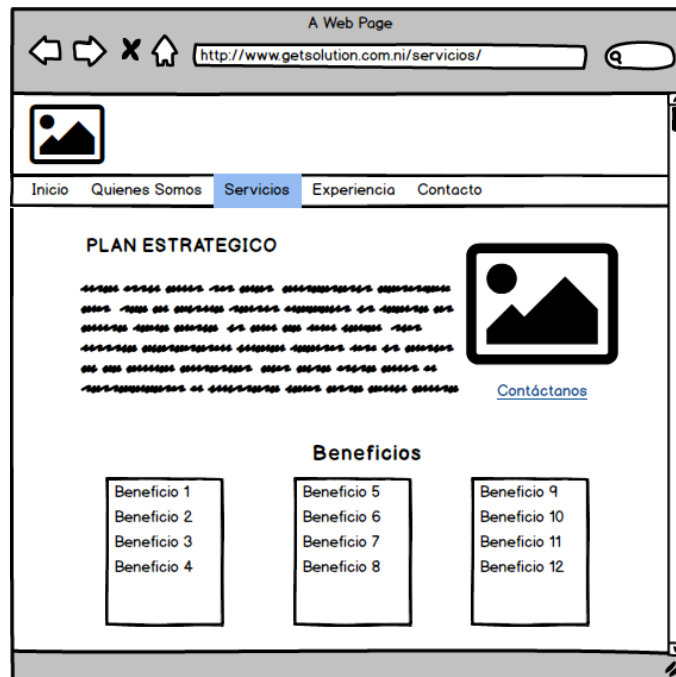 A Web Page
http://www.getsolution.com.ni/servicios/
Inicio Quienes Somos Servicios Experiencia Contacto
PLAN ESTRATEGICO
Contáctanos
Beneficios
Beneficio 1
Beneficio 2
Beneficio 3
Beneficio 4
Beneficio 5
Beneficio 6
Beneficio 7
Beneficio 8
Beneficio 9
Beneficio 10
Beneficio 11
Beneficio 12